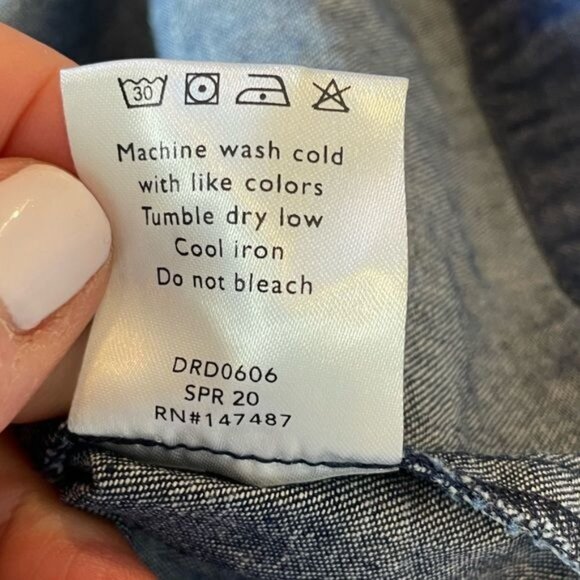 30
Machine wash cold
with like colors
Tumble dry low
Cool iron
Do not bleach
DRD0606
SPR 20
RN#147487